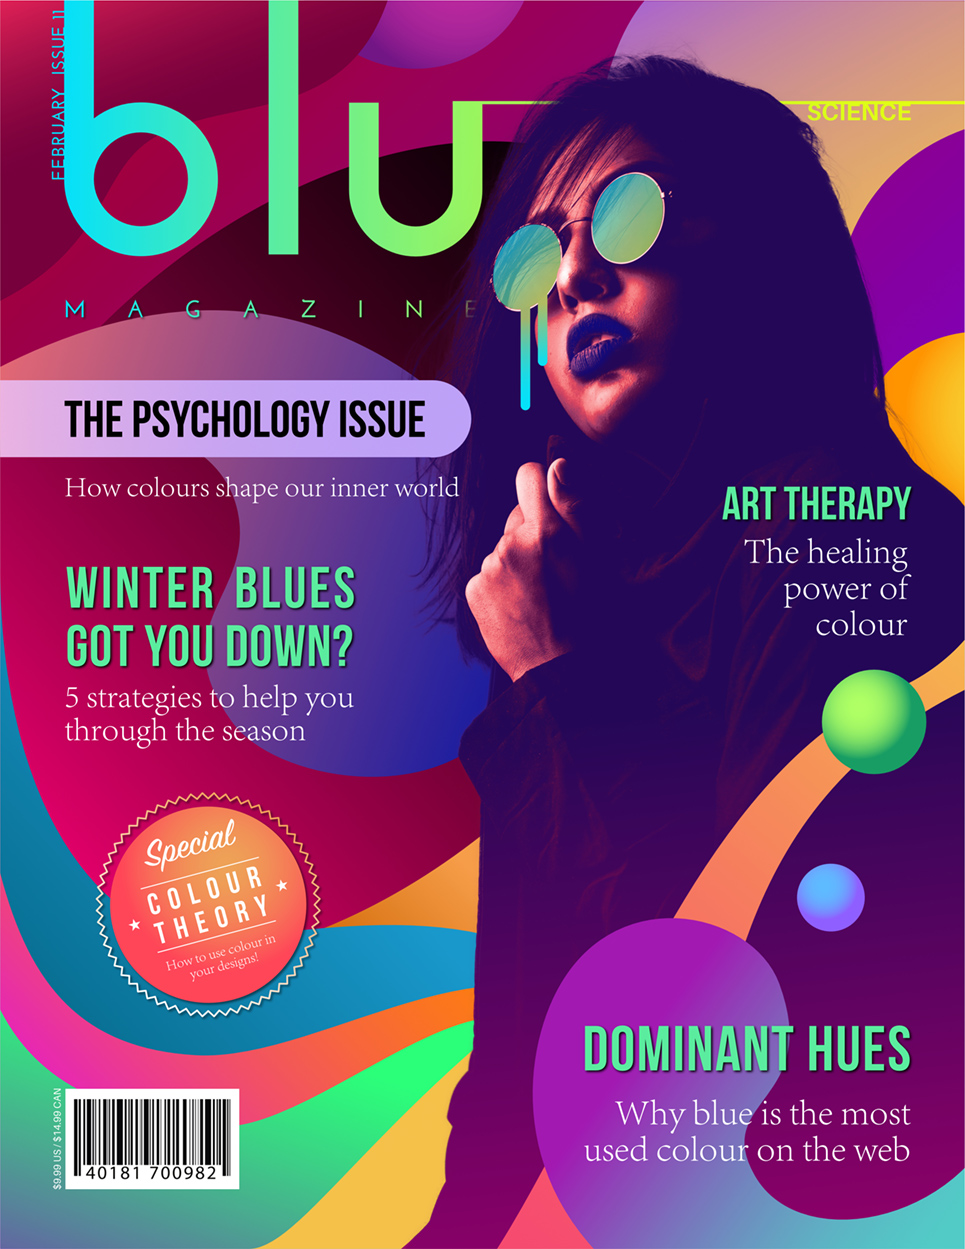 FEBRUARY ISSUE 11
blu
SCIENCE
MAGAZINE
THE PSYCHOLOGY ISSUE
How colours shape our inner world
WINTER BLUES
GOT YOU DOWN?
5 strategies to help you
through the season
ART THERAPY
The healing
power of
colour
Special
COLOUR
THEORY
How to use colour in
your designs!
DOMINANT HUES
Why blue is the most
used colour on the web
$9.99 US / $14.99 CAN
40181 700982